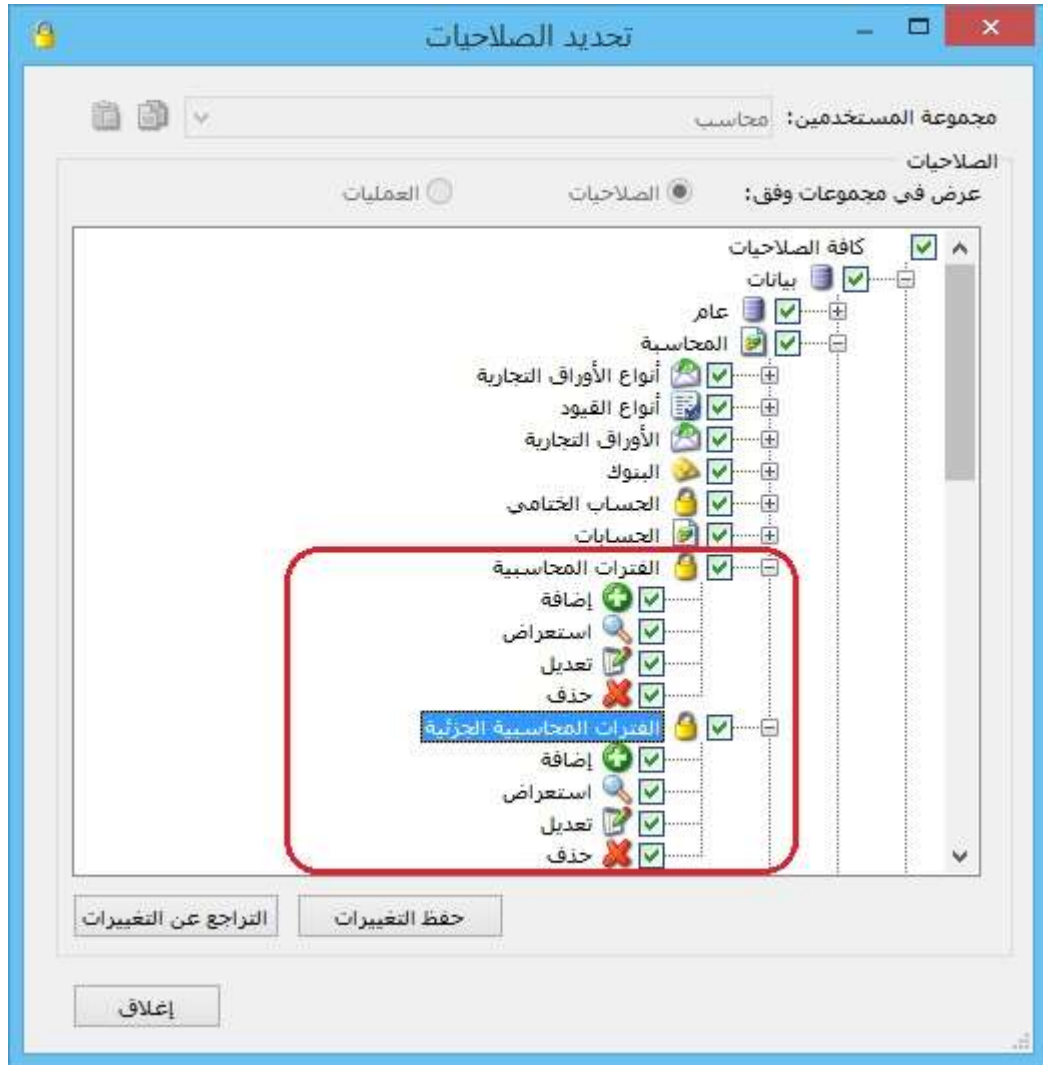 تحديد الصلاحيات
مجموعة المستخدمين: محاسب
الصلاحيات
عرض في مجموعات وفق: الصلاحيات العمليات
كافة الصلاحيات
بيانات
عام
المحاسبة
أنواع الأوراق التجارية
أنواع القيود
الأوراق التجارية
البنوك
الحساب الختامي
الحسابات
الفترات المحاسبية
إضافة
استعراض
تعديل
حذف
الفترات المحاسبية الجزئية
إضافة
استعراض
تعديل
حذف
حفظ التغييرات التراجع عن التغييرات
إغلاق